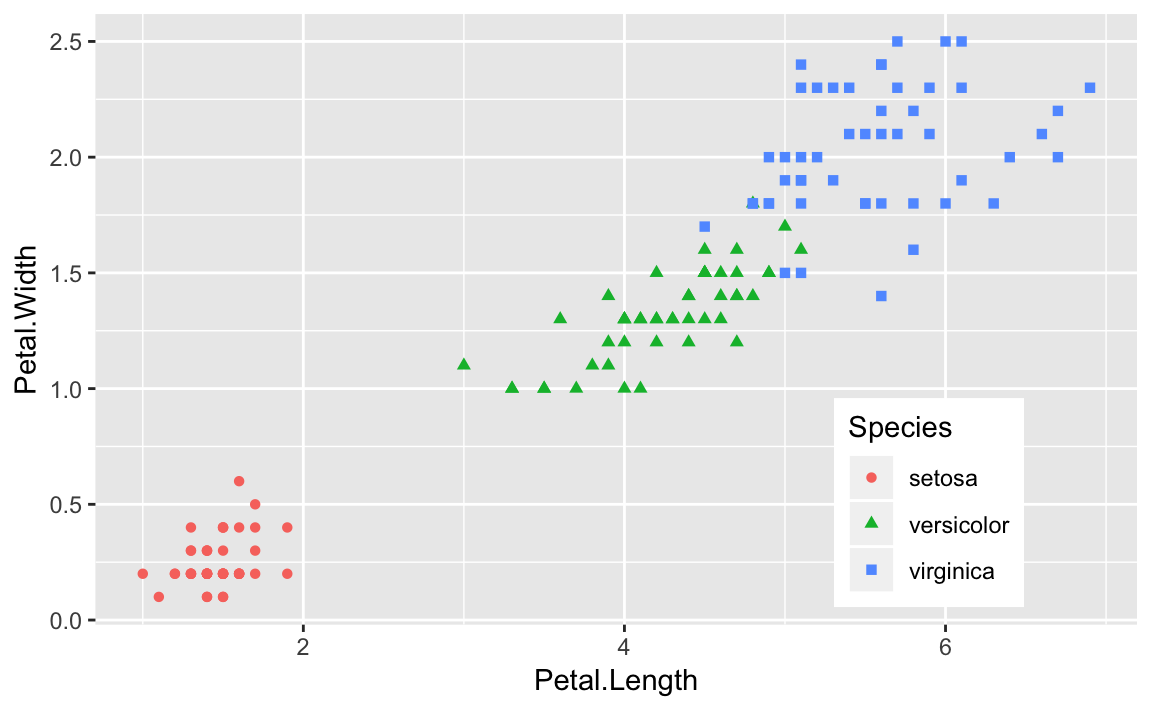 2.5
2.0
1.5
1.0
0.5
0.0
Petal.Width
Species
setosa
versicolor
virginica
2 4 6
Petal.Length